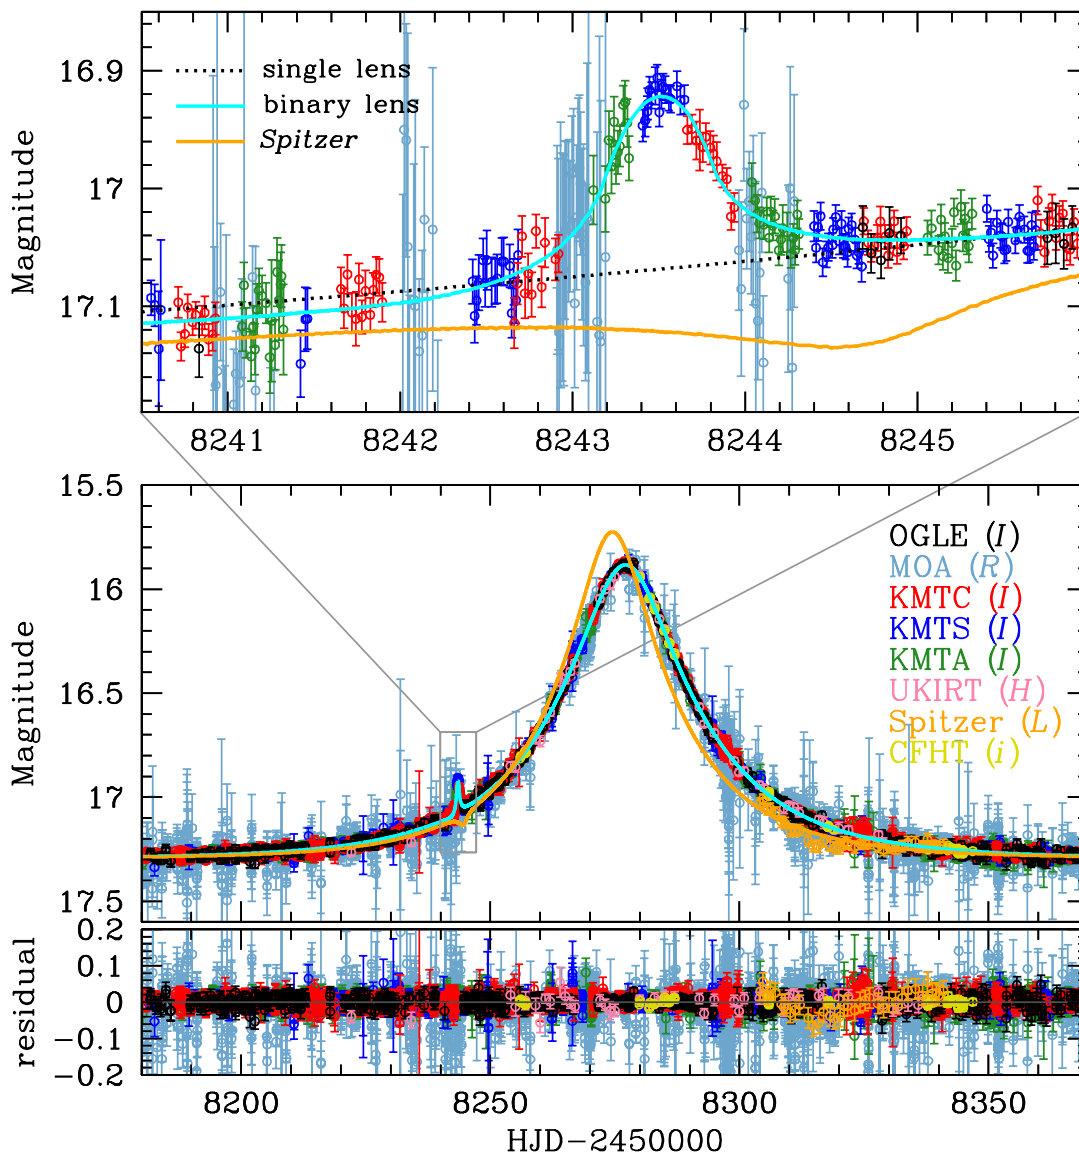 16.9
17
17.1
Magnitude
single lens
binary lens
Spitzer
8241 8242 8243 8244 8245
15.5
16
16.5
17
17.5
Magnitude
OGLE (I)
MOA (R)
KMTC (I)
KMTS (I)
KMTA (I)
UKIRT (H)
Spitzer (L)
CFHT (i)
0.2
0.1
0
−0.1
−0.2
residual
8200 8250 8300 8350
HJD−2450000